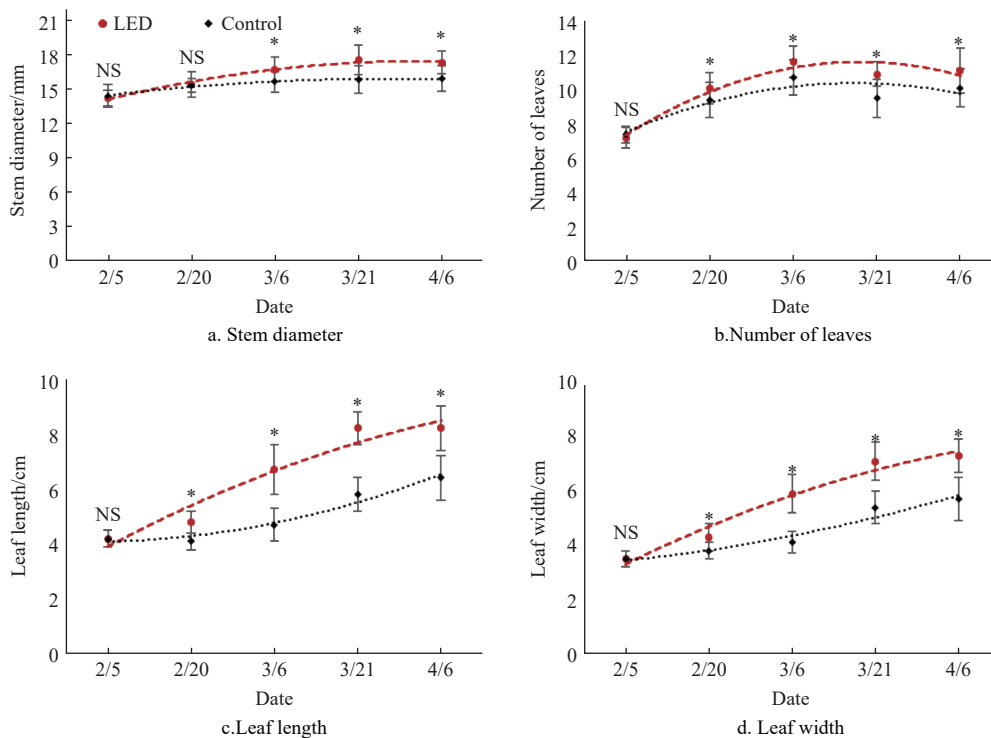 21
18
15
12
9
6
3
0
Stem diameter/mm
LED
Control
NS
NS
*
*
*
2/5 2/20 3/6 3/21 4/6
Date
a. Stem diameter
14
12
10
8
6
4
2
0
Number of leaves
NS
*
*
*
*
2/5 2/20 3/6 3/21 4/6
Date
b.Number of leaves
10
8
6
4
2
0
Leaf length/cm
NS
*
*
*
*
2/5 2/20 3/6 3/21 4/6
Date
c.Leaf length
10
8
6
4
2
0
Leaf width/cm
NS
*
*
*
*
2/5 2/20 3/6 3/21 4/6
Date
d. Leaf width